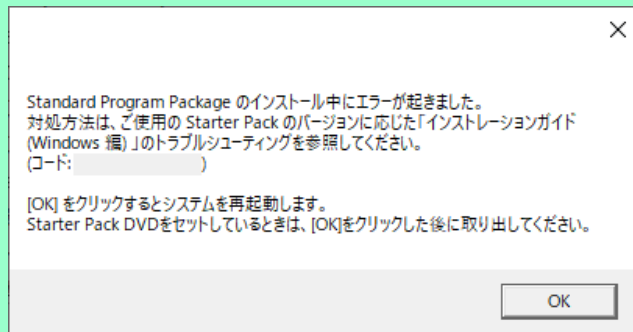 Standard Program Package のインストール中にエラーが起きました。
対処方法は、ご使用の Starter Pack のバージョンに応じた「インストレーションガイド
(Windows 編) 」のトラブルシューティングを参照してください。
(コード: )
[OK] をクリックするとシステムを再起動します。
Starter Pack DVDをセットしているときは、[OK]をクリックした後に取り出してください。
OK